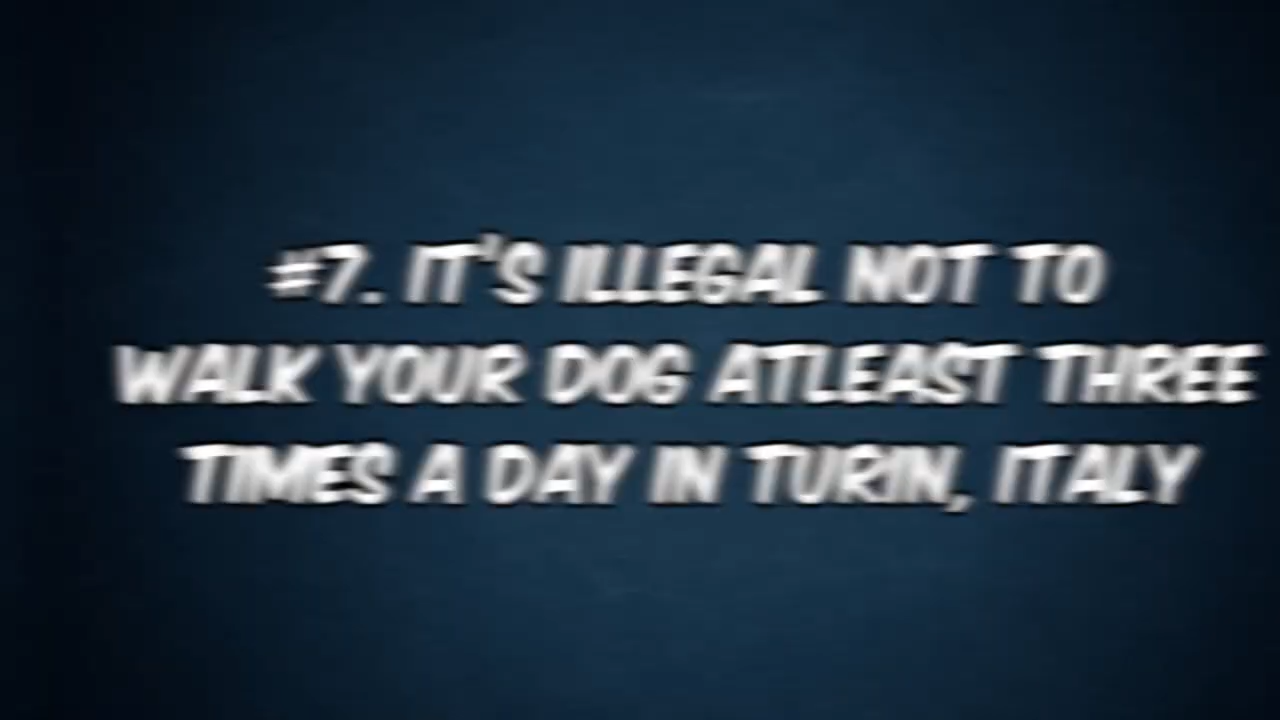 #7. IT'S ILLEGAL NOT TO
WALK YOUR DOG ATLEAST THREE
TIMES A DAY IN TURIN, ITALY